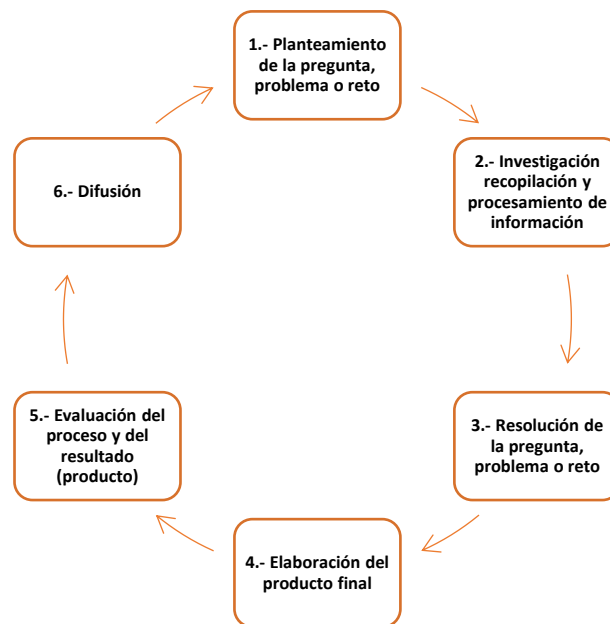 1.- Planteamiento
de la pregunta,
problema o reto
2.- Investigación
recopilación y
procesamiento de
información
3.- Resolución de
la pregunta,
problema o reto
4.- Elaboración del
producto final
5.- Evaluación del
proceso y del
resultado
(producto)
6.- Difusión